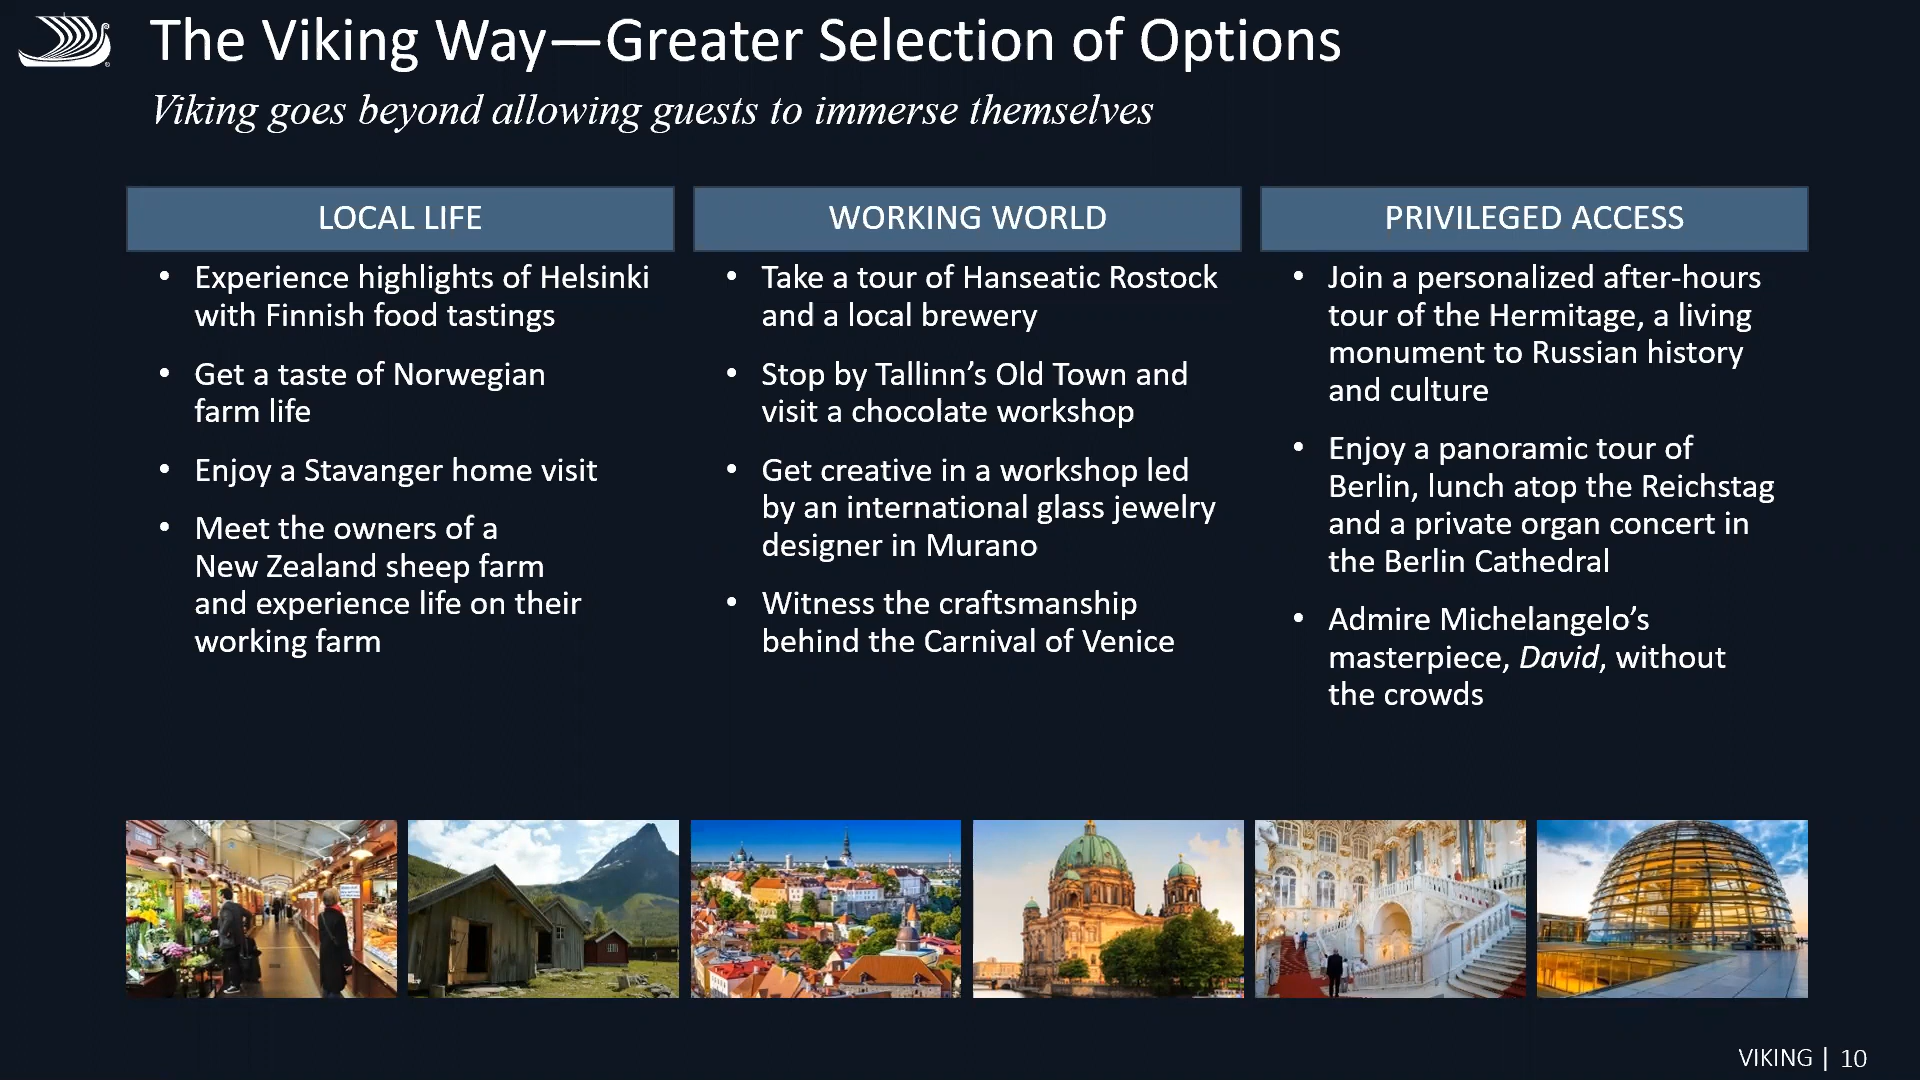 The Viking Way—Greater Selection of Options
Viking goes beyond allowing guests to immerse themselves
LOCAL LIFE
• Experience highlights of Helsinki
with Finnish food tastings
• Get a taste of Norwegian
farm life
• Enjoy a Stavanger home visit
• Meet the owners of a
New Zealand sheep farm
and experience life on their
working farm
WORKING WORLD
• Take a tour of Hanseatic Rostock
and a local brewery
• Stop by Tallinn’s Old Town and
visit a chocolate workshop
• Get creative in a workshop led
by an international glass jewelry
designer in Murano
• Witness the craftsmanship
behind the Carnival of Venice
PRIVILEGED ACCESS
• Join a personalized after-hours
tour of the Hermitage, a living
monument to Russian history
and culture
• Enjoy a panoramic tour of
Berlin, lunch atop the Reichstag
and a private organ concert in
the Berlin Cathedral
• Admire Michelangelo’s
masterpiece, David, without
the crowds
VIKING | 10